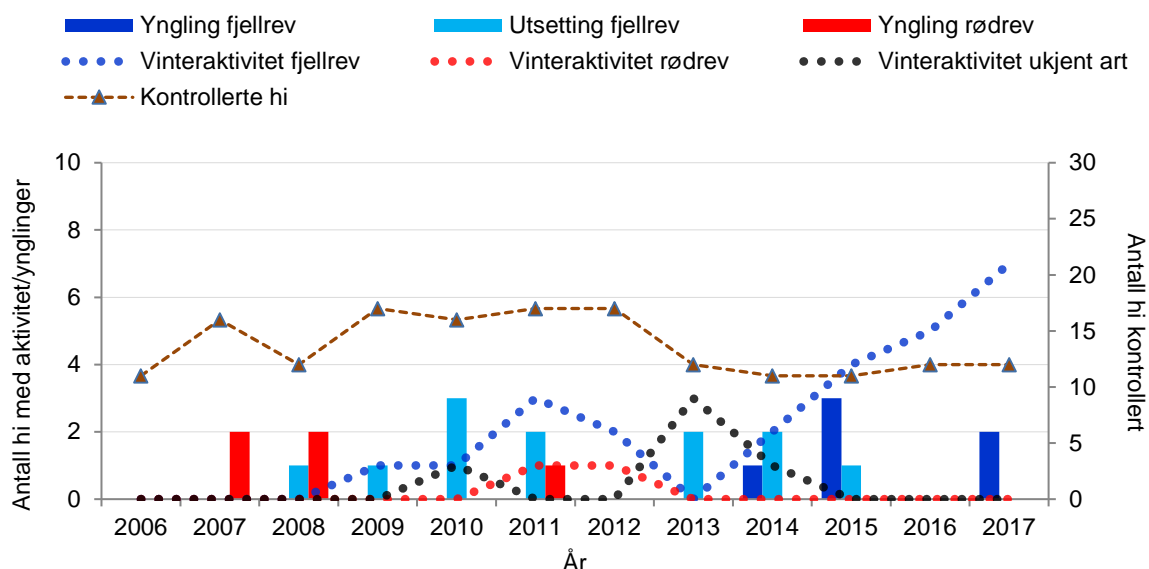 Yngling fjellrev Utsetting fjellrev Yngling rødrev
Vinteraktivitet fjellrev Vinteraktivitet rødrev Vinteraktivitet ukjent art
Kontrollerte hi
Antall hi med aktivitet/ynglinger
10
8
6
4
2
0
30
25
20
15
10
5
0
Antall hi kontrollert
2006 2007 2008 2009 2010 2011 2012 2013 2014 2015 2016 2017
År